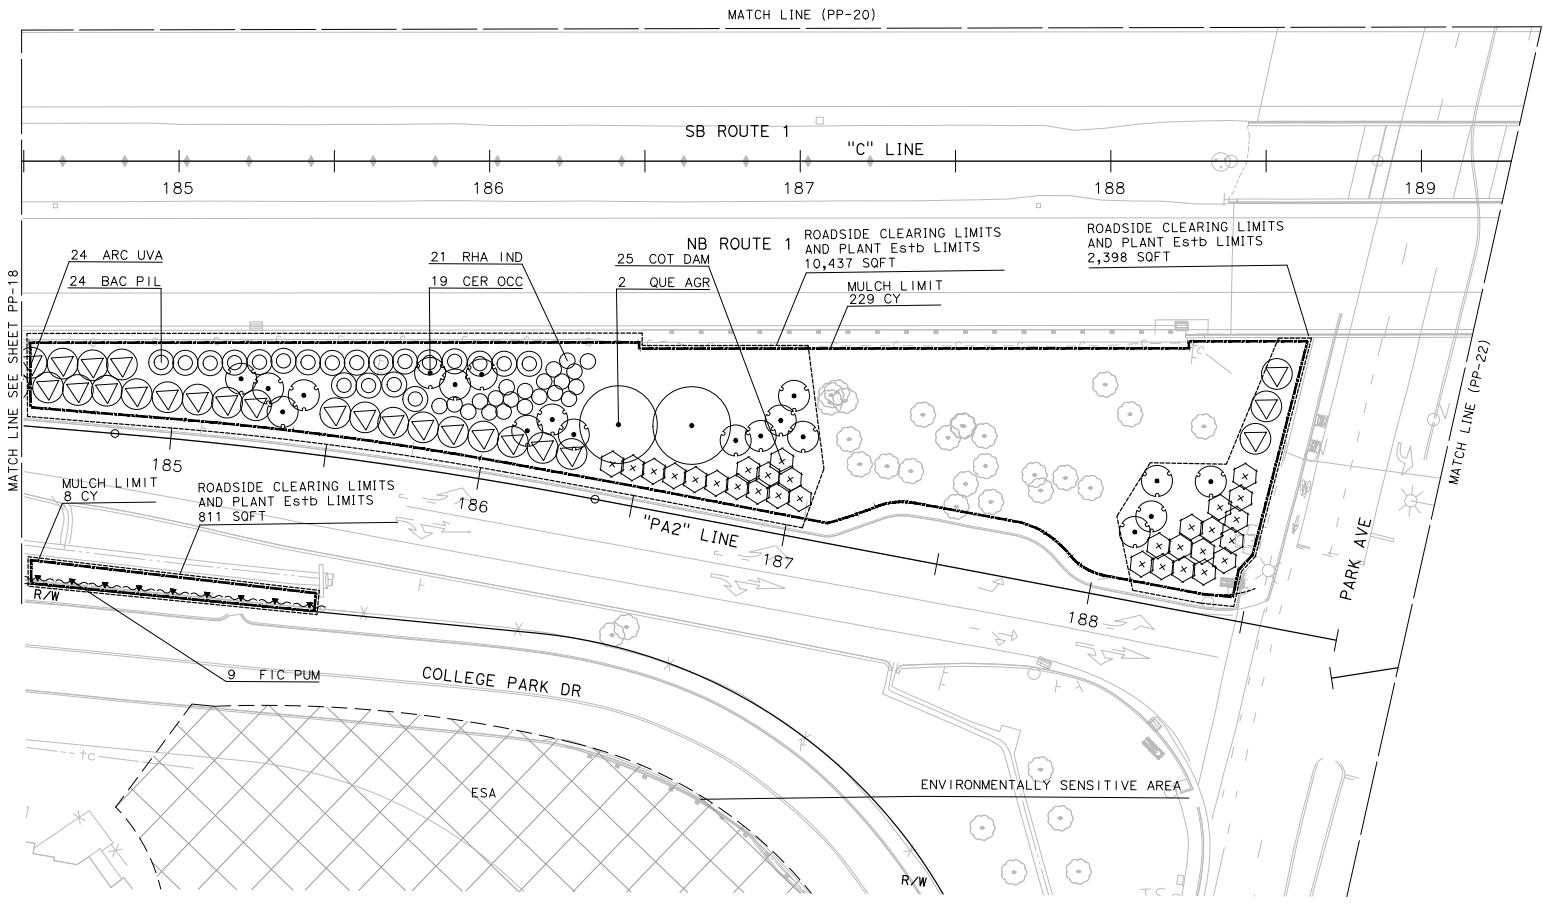 MATCH LINE (PP-20)
SB ROUTE 1
"C" LINE
185
186
187
188
189
NB ROUTE 1
ROADSIDE CLEARING LIMITS
AND PLANT Estb LIMITS
10,437 SQFT
ROADSIDE CLEARING LIMITS
AND PLANT Estb LIMITS
2,398 SQFT
24 ARC UVA
24 BAC PIL
21 RHA IND
19 CER OCC
25 COT DAM
2 QUE AGR
MULCH LIMIT
229 CY
MATCH LINE SEE SHEET PP-18
MATCH LINE (PP-22)
185
186
"PA2" LINE
187
188
PARK AVE
MULCH LIMIT
8 CY
ROADSIDE CLEARING LIMITS
AND PLANT Estb LIMITS
811 SQFT
R/W
9 FIC PUM
COLLEGE PARK DR
ESA
ENVIRONMENTALLY SENSITIVE AREA
R/W
tc